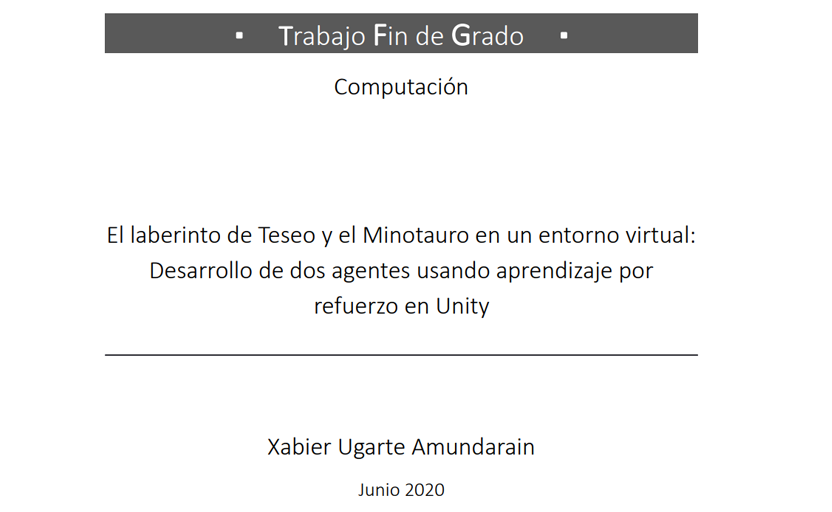 ▪ Trabajo Fin de Grado ▪
Computación
El laberinto de Teseo y el Minotauro en un entorno virtual:
Desarrollo de dos agentes usando aprendizaje por
refuerzo en Unity
Xabier Ugarte Amundarain
Junio 2020